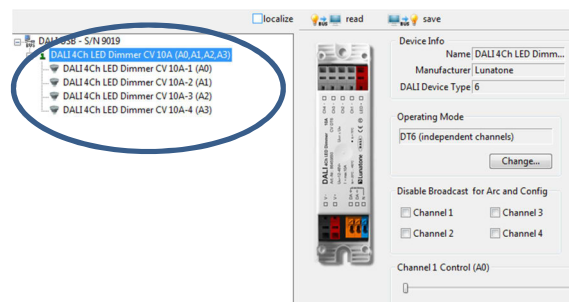 localize
read
save
DALI USB - S/N 9019
DALI 4Ch LED Dimmer CV 10A (A0,A1,A2,A3)
DALI 4Ch LED Dimmer CV 10A-1 (A0)
DALI 4Ch LED Dimmer CV 10A-2 (A1)
DALI 4Ch LED Dimmer CV 10A-3 (A2)
DALI 4Ch LED Dimmer CV 10A-4 (A3)
BUS
BUS
DALI 4Ch LED Dimmer
10A
Lunatone
Device Info
Name DALI 4Ch LED Dimm...
Manufacturer Lunatone
DALI Device Type 6
Operating Mode
DT6 (independent channels)
Change...
Disable Broadcast for Arc and Config
Channel 1
Channel 3
Channel 2
Channel 4
Channel 1 Control (A0)